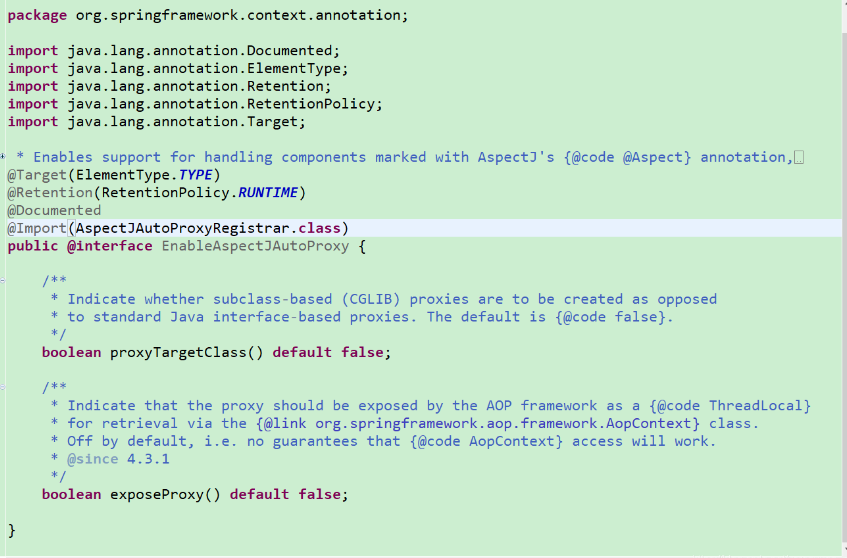 package org.springframework.context.annotation;
import java.lang.annotation.Documented;
import java.lang.annotation.ElementType;
import java.lang.annotation.Retention;
import java.lang.annotation.RetentionPolicy;
import java.lang.annotation.Target;
* Enables support for handling components marked with AspectJ's {@code @Aspect} annotation,
@Target(ElementType.TYPE)
@Retention(RetentionPolicy.RUNTIME)
@Documented
@Import(AspectJAutoProxyRegistrar.class)
public @interface EnableAspectJAutoProxy {
/**
* Indicate whether subclass-based (CGLIB) proxies are to be created as opposed
* to standard Java interface-based proxies. The default is {@code false}.
*/
boolean proxyTargetClass() default false;
/**
* Indicate that the proxy should be exposed by the AOP framework as a {@code ThreadLocal}
* for retrieval via the {@link org.springframework.aop.framework.AopContext} class.
* Off by default, i.e. no guarantees that {@code AopContext} access will work.
* @since 4.3.1
*/
boolean exposeProxy() default false;
}